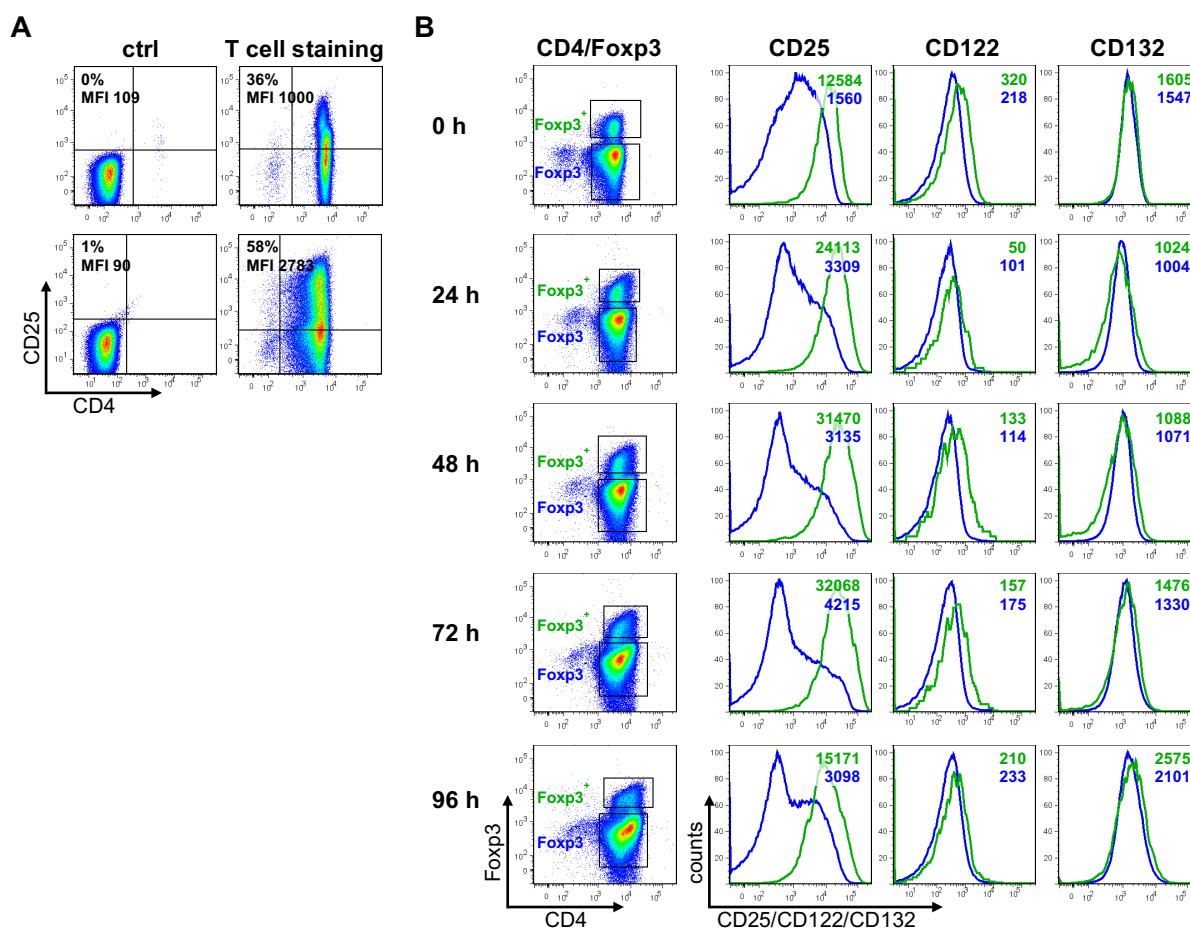 A
B
ctrl
T cell staining
CD4/Foxp3
CD25
CD122
CD132
0%
MFI 109
36%
MFI 1000
1%
MFI 90
58%
MFI 2783
CD25
CD4
0 h
Foxp3+
Foxp3-
12584
1560
320
218
1605
1547
24 h
Foxp3+
Foxp3
24113
3309
50
101
1024
1004
48 h
Foxp3+
Foxp3
31470
3135
133
114
1088
1071
72 h
Foxp3+
Foxp3
32068
4215
157
175
1476
1330
96 h
Foxp3+
Foxp3
15171
3098
210
233
2575
2101
Foxp3
CD4
counts
CD25/CD122/CD132